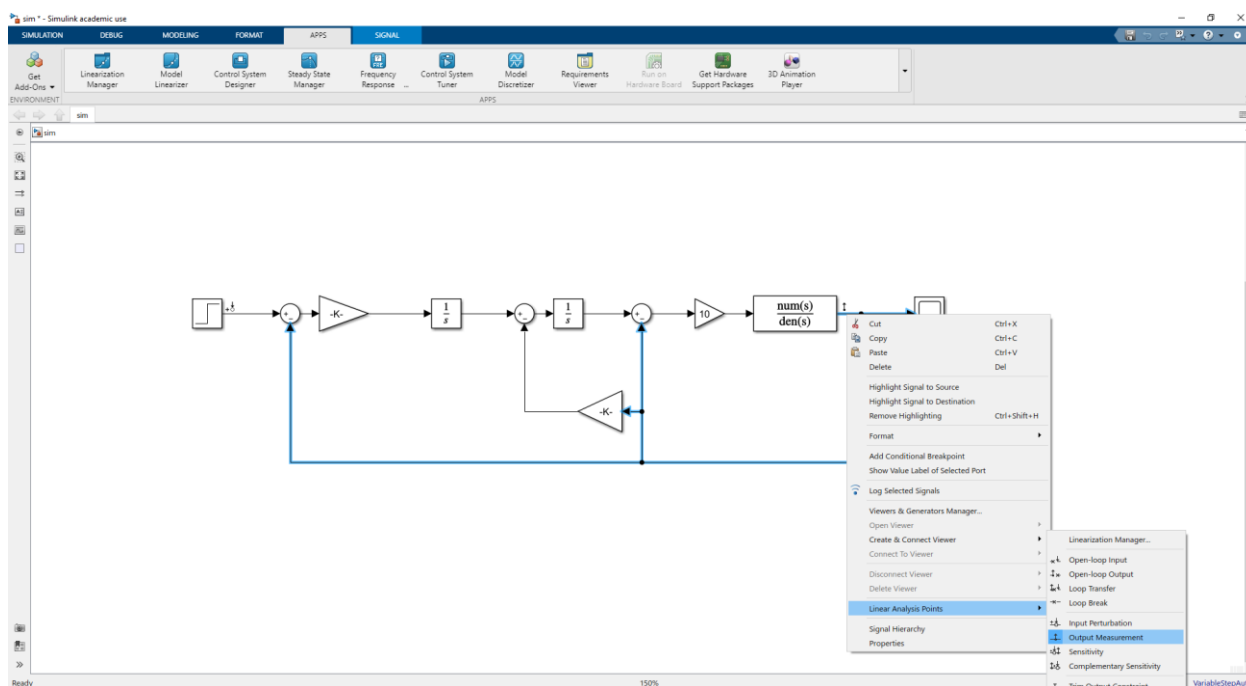 sim * - Simulink academic use
SIMULATION DEBUG MODELING FORMAT APPS SIGNAL
Get Add-Ons
Linearization Manager
Model Linearizer
Control System Designer
Steady State Manager
Frequency Response ...
Control System Tuner
Model Discretizer
Requirements Viewer
Run on Hardware Board
Get Hardware Support Packages
3D Animation Player
ENVIRONMENT APPS
sim
sim
-K-
1
s
1
s
10
num(s)
den(s)
-K-
Cut Ctrl+X
Copy Ctrl+C
Paste Ctrl+V
Delete Del
Highlight Signal to Source
Highlight Signal to Destination
Remove Highlighting Ctrl+Shift+H
Format
Add Conditional Breakpoint
Show Value Label of Selected Port
Log Selected Signals
Viewers & Generators Manager...
Open Viewer
Create & Connect Viewer
Connect To Viewer
Disconnect Viewer
Delete Viewer
Linear Analysis Points
Signal Hierarchy
Properties
Linearization Manager...
Open-loop Input
Open-loop Output
Loop Transfer
Loop Break
Input Perturbation
Output Measurement
Sensitivity
Complementary Sensitivity
Trim Output Constraint
Ready 150% VariableStepAut